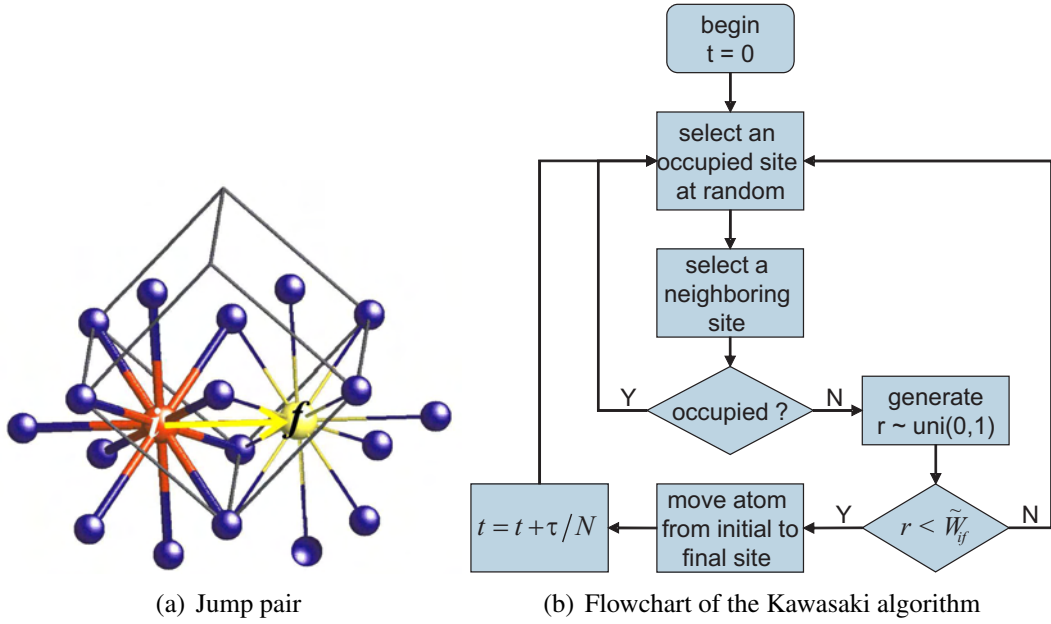 i
f
begin
t = 0
select an
occupied site
at random
select a
neighboring
site
Y
occupied ?
N
generate
r ~ uni(0,1)
t = t + τ/N
move atom
from initial to
final site
Y
r < W̃_if
N
(a) Jump pair
(b) Flowchart of the Kawasaki algorithm